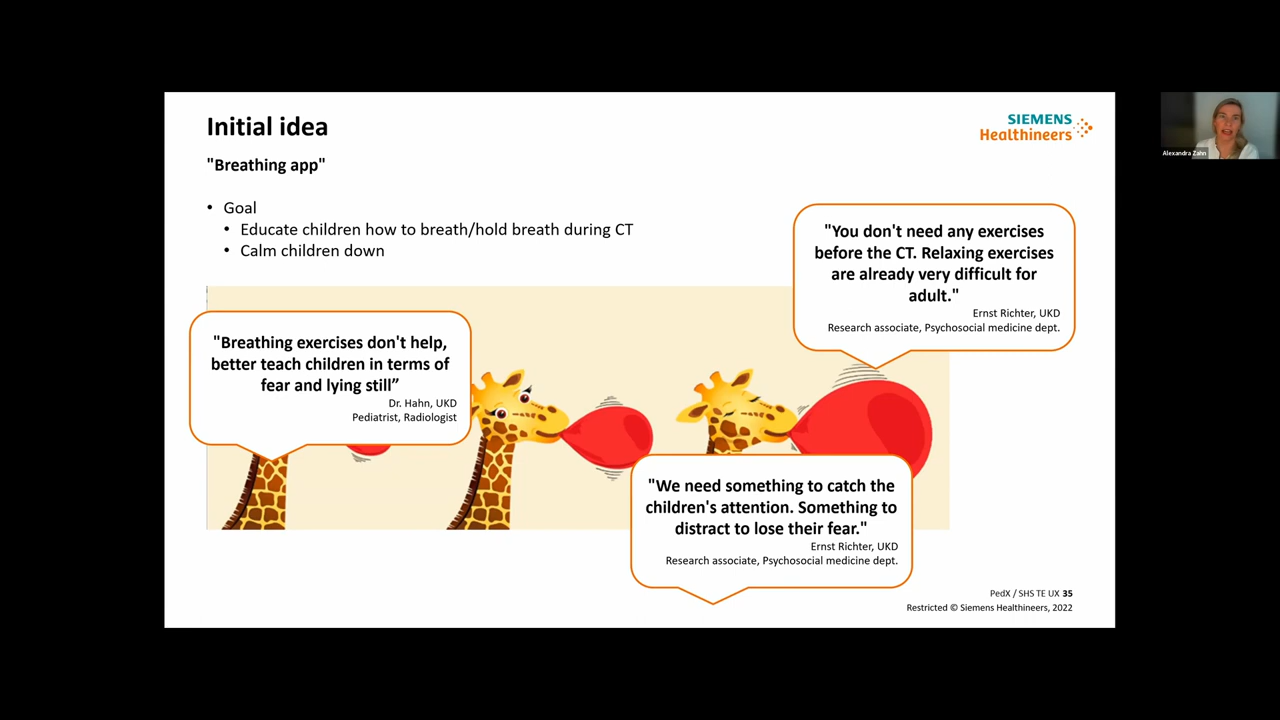 Initial idea
SIEMENS
Healthineers
"Breathing app"
• Goal
• Educate children how to breath/hold breath during CT
• Calm children down
"You don't need any exercises
before the CT. Relaxing exercises
are already very difficult for
adult."
Ernst Richter, UKD
Research associate, Psychosocial medicine dept.
"Breathing exercises don't help,
better teach children in terms of
fear and lying still”
Dr. Hahn, UKD
Pediatrist, Radiologist
"We need something to catch the
children's attention. Something to
distract to lose their fear."
Ernst Richter, UKD
Research associate, Psychosocial medicine dept.
PedX / SHS TE UX 35
Restricted © Siemens Healthineers, 2022
Alexandra Zahn